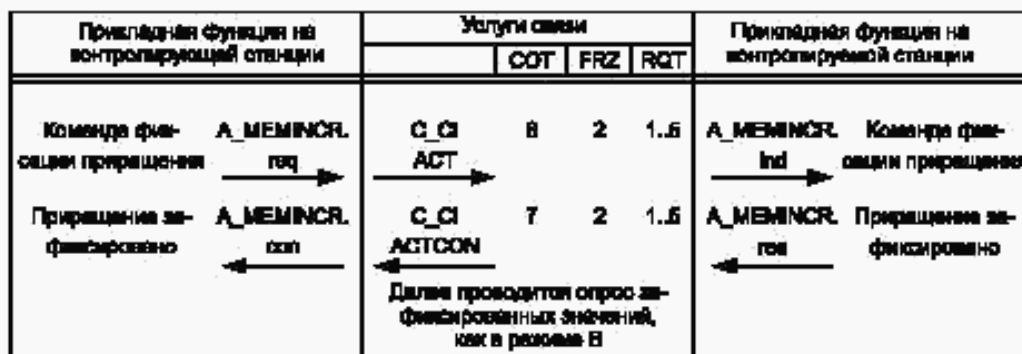 Прикладная функция на контролирующей станции
Услуги связи
Прикладная функция на контролируемой станции
COT FRZ RQT
Команда фик- A_MEMINCR. C_CI 6 2 1..5 A_MEMINCR. Команда фик-
сации приращения req ACT ind сации приращения
Приращение за- A_MEMINCR. C_CI 7 2 1..5 A_MEMINCR. Приращение за-
фиксировано con ACTCON res фиксировано
Далее проводится опрос за-
фиксированных значений,
как в режиме B